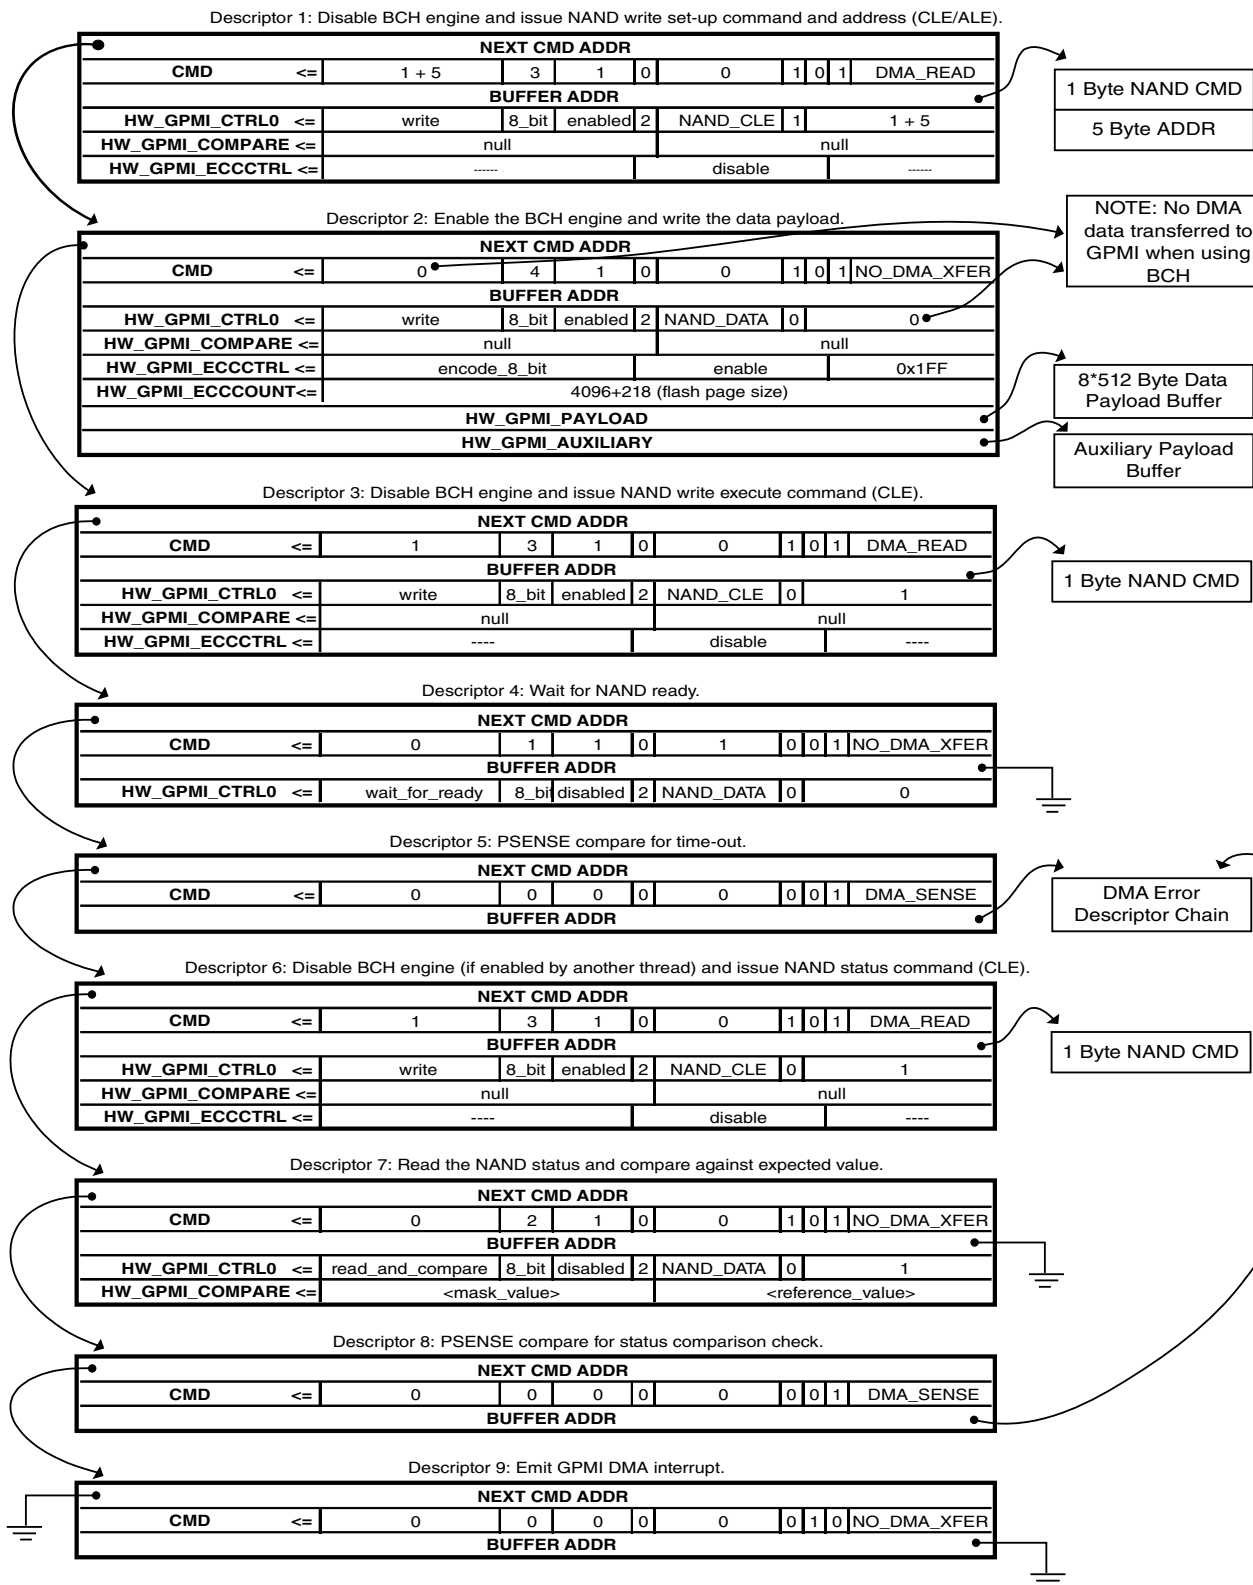 Descriptor 1: Disable BCH engine and issue NAND write set-up command and address (CLE/ALE).
NEXT CMD ADDR
CMD <= 1 + 5 3 1 0 0 1 0 1 DMA_READ
BUFFER ADDR
HW_GPMI_CTRL0 <= write 8_bit enabled 2 NAND_CLE 1 1 + 5
HW_GPMI_COMPARE <= null null
HW_GPMI_ECCCTRL <= ------ disable ------
1 Byte NAND CMD
5 Byte ADDR
Descriptor 2: Enable the BCH engine and write the data payload.
NEXT CMD ADDR
CMD <= 0 4 1 0 0 1 0 1 NO_DMA_XFER
BUFFER ADDR
HW_GPMI_CTRL0 <= write 8_bit enabled 2 NAND_DATA 0 0
HW_GPMI_COMPARE <= null null
HW_GPMI_ECCCTRL <= encode_8_bit enable 0x1FF
HW_GPMI_ECCCOUNT<= 4096+218 (flash page size)
HW_GPMI_PAYLOAD
HW_GPMI_AUXILIARY
NOTE: No DMA
data transferred to
GPMI when using
BCH
8*512 Byte Data
Payload Buffer
Auxiliary Payload
Buffer
Descriptor 3: Disable BCH engine and issue NAND write execute command (CLE).
NEXT CMD ADDR
CMD <= 1 3 1 0 0 1 0 1 DMA_READ
BUFFER ADDR
HW_GPMI_CTRL0 <= write 8_bit enabled 2 NAND_CLE 0 1
HW_GPMI_COMPARE <= null null
HW_GPMI_ECCCTRL <= ---- disable ----
1 Byte NAND CMD
Descriptor 4: Wait for NAND ready.
NEXT CMD ADDR
CMD <= 0 1 1 0 1 0 0 1 NO_DMA_XFER
BUFFER ADDR
HW_GPMI_CTRL0 <= wait_for_ready 8_bit disabled 2 NAND_DATA 0 0
Descriptor 5: PSENSE compare for time-out.
NEXT CMD ADDR
CMD <= 0 0 0 0 0 0 0 1 DMA_SENSE
BUFFER ADDR
DMA Error
Descriptor Chain
Descriptor 6: Disable BCH engine (if enabled by another thread) and issue NAND status command (CLE).
NEXT CMD ADDR
CMD <= 1 3 1 0 0 1 0 1 DMA_READ
BUFFER ADDR
HW_GPMI_CTRL0 <= write 8_bit enabled 2 NAND_CLE 0 1
HW_GPMI_COMPARE <= null null
HW_GPMI_ECCCTRL <= ---- disable ----
1 Byte NAND CMD
Descriptor 7: Read the NAND status and compare against expected value.
NEXT CMD ADDR
CMD <= 0 2 1 0 0 1 0 1 NO_DMA_XFER
BUFFER ADDR
HW_GPMI_CTRL0 <= read_and_compare 8_bit disabled 2 NAND_DATA 0 1
HW_GPMI_COMPARE <= <mask_value> <reference_value>
Descriptor 8: PSENSE compare for status comparison check.
NEXT CMD ADDR
CMD <= 0 0 0 0 0 0 0 1 DMA_SENSE
BUFFER ADDR
Descriptor 9: Emit GPMI DMA interrupt.
NEXT CMD ADDR
CMD <= 0 0 0 0 0 0 1 0 NO_DMA_XFER
BUFFER ADDR